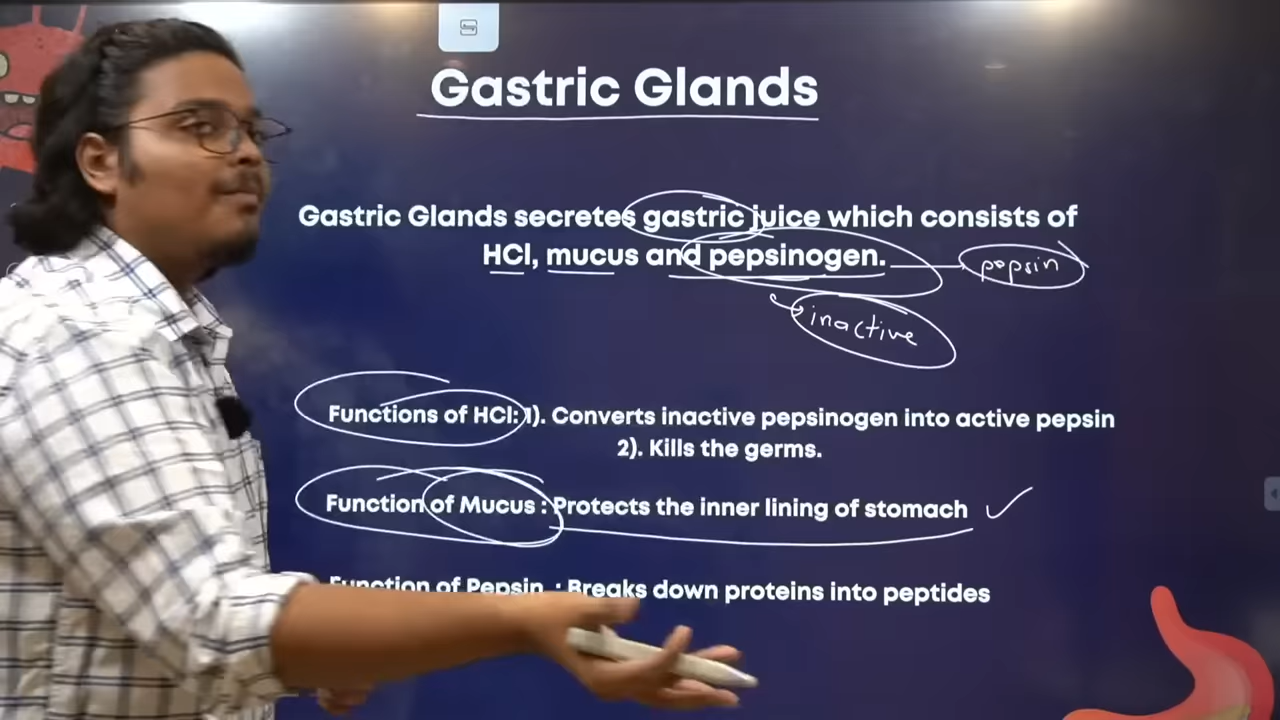 Gastric Glands
Gastric Glands secretes gastric juice which consists of
HCl, mucus and pepsinogen. pepsin
inactive
Functions of HCl: 1). Converts inactive pepsinogen into active pepsin
2). Kills the germs.
Function of Mucus : Protects the inner lining of stomach
Function of Pepsin : Breaks down proteins into peptides